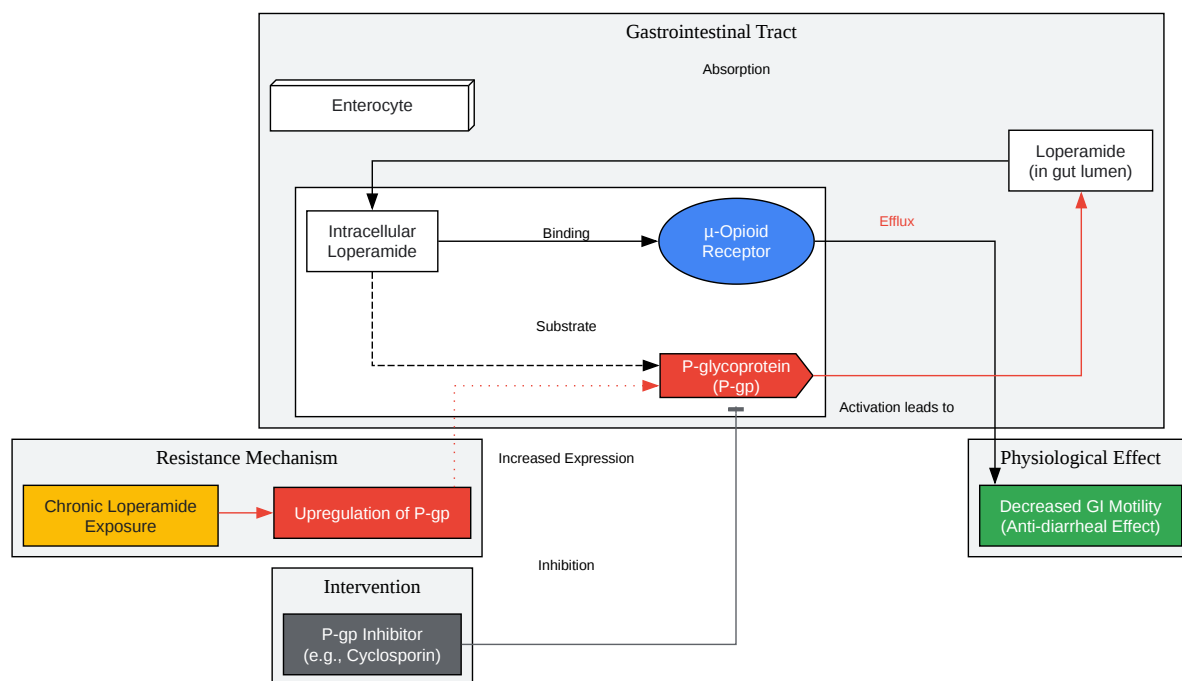 Gastrointestinal Tract
Absorption
Enterocyte
Loperamide
(in gut lumen)
Intracellular
Loperamide
Binding
µ-Opioid
Receptor
Efflux
Substrate
P-glycoprotein
(P-gp)
Activation leads to
Resistance Mechanism
Increased Expression
Physiological Effect
Chronic Loperamide
Exposure
Upregulation of P-gp
Decreased GI Motility
(Anti-diarrheal Effect)
Inhibition
Intervention
P-gp Inhibitor
(e.g., Cyclosporin)